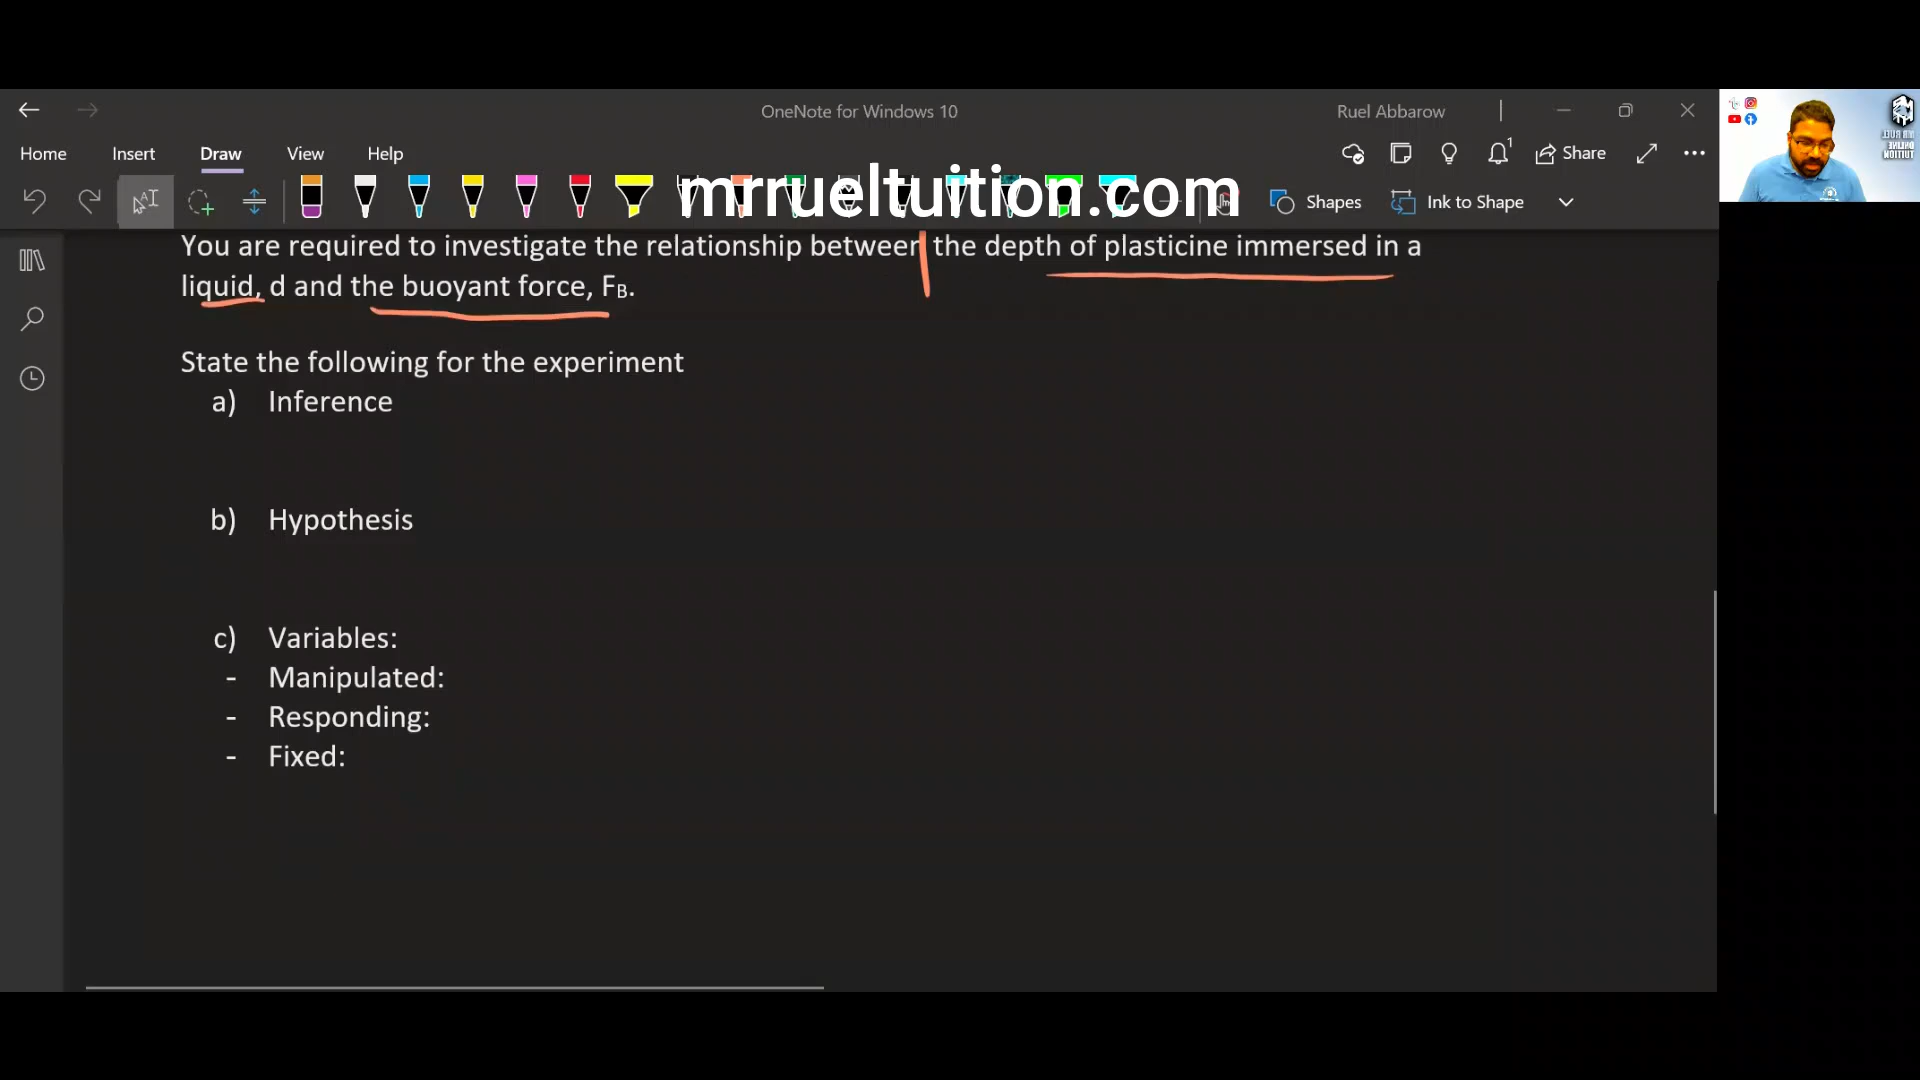 OneNote for Windows 10
Ruel Abbarow
Home Insert Draw View Help
1
Share
mrrueltuition.com
Shapes
Ink to Shape
You are required to investigate the relationship between the depth of plasticine immersed in a
liquid, d and the buoyant force, FB.
State the following for the experiment
a) Inference
b) Hypothesis
c) Variables:
- Manipulated:
- Responding:
- Fixed: